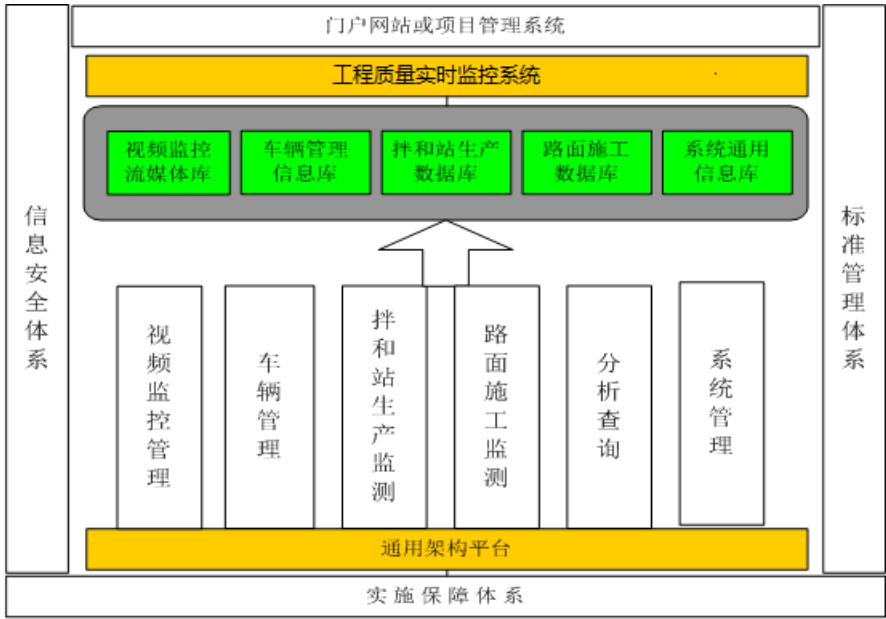 门户网站或项目管理系统
工程质量实时监控系统
视频监控
流媒体库
车辆管理
信息库
拌和站生产
数据库
路面施工
数据库
系统通用
信息库
信息安全体系
标准管理体系
视频监控管理
车辆管理
拌和站生产监测
路面施工监测
分析查询
系统管理
通用架构平台
实施保障体系